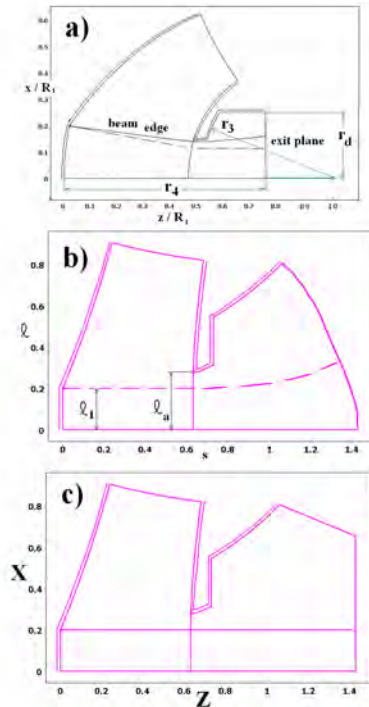 a)
0.6
0.5
x/R₁
0.4
0.3
beam edge
0.2
r₃
exit plane
r_d
0.1
r₄
0
0 0.1 0.2 0.3 0.4 0.5 0.6 0.7 0.8 0.9 1.0
z / R₁
b)
0.8
0.6
ℓ
0.4
0.2
ℓ₁
ℓₐ
0
0 0.2 0.4 0.6 0.8 1 1.2 1.4
s
c)
0.8
X
0.6
0.4
0.2
0
0 0.2 0.4 0.6 0.8 1 1.2 1.4
Z